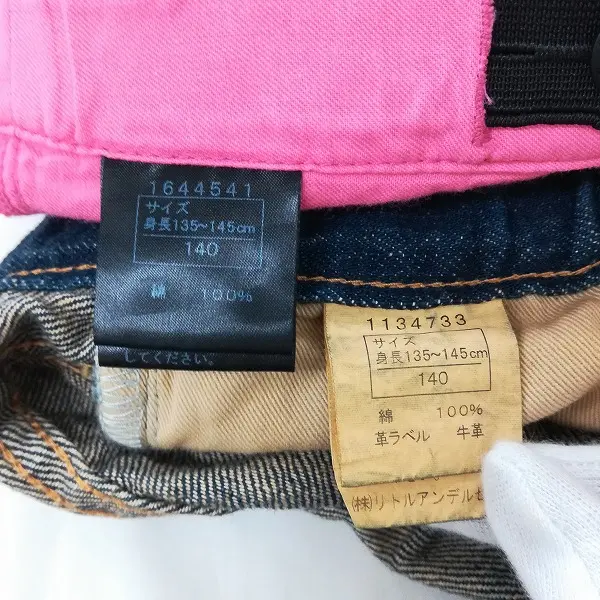 1644541
サイズ
身長135~145cm
140
綿 100%
してください。
1134733
サイズ
身長135~145cm
140
綿 100%
革ラベル 牛革
(株)リトルアンデルセ